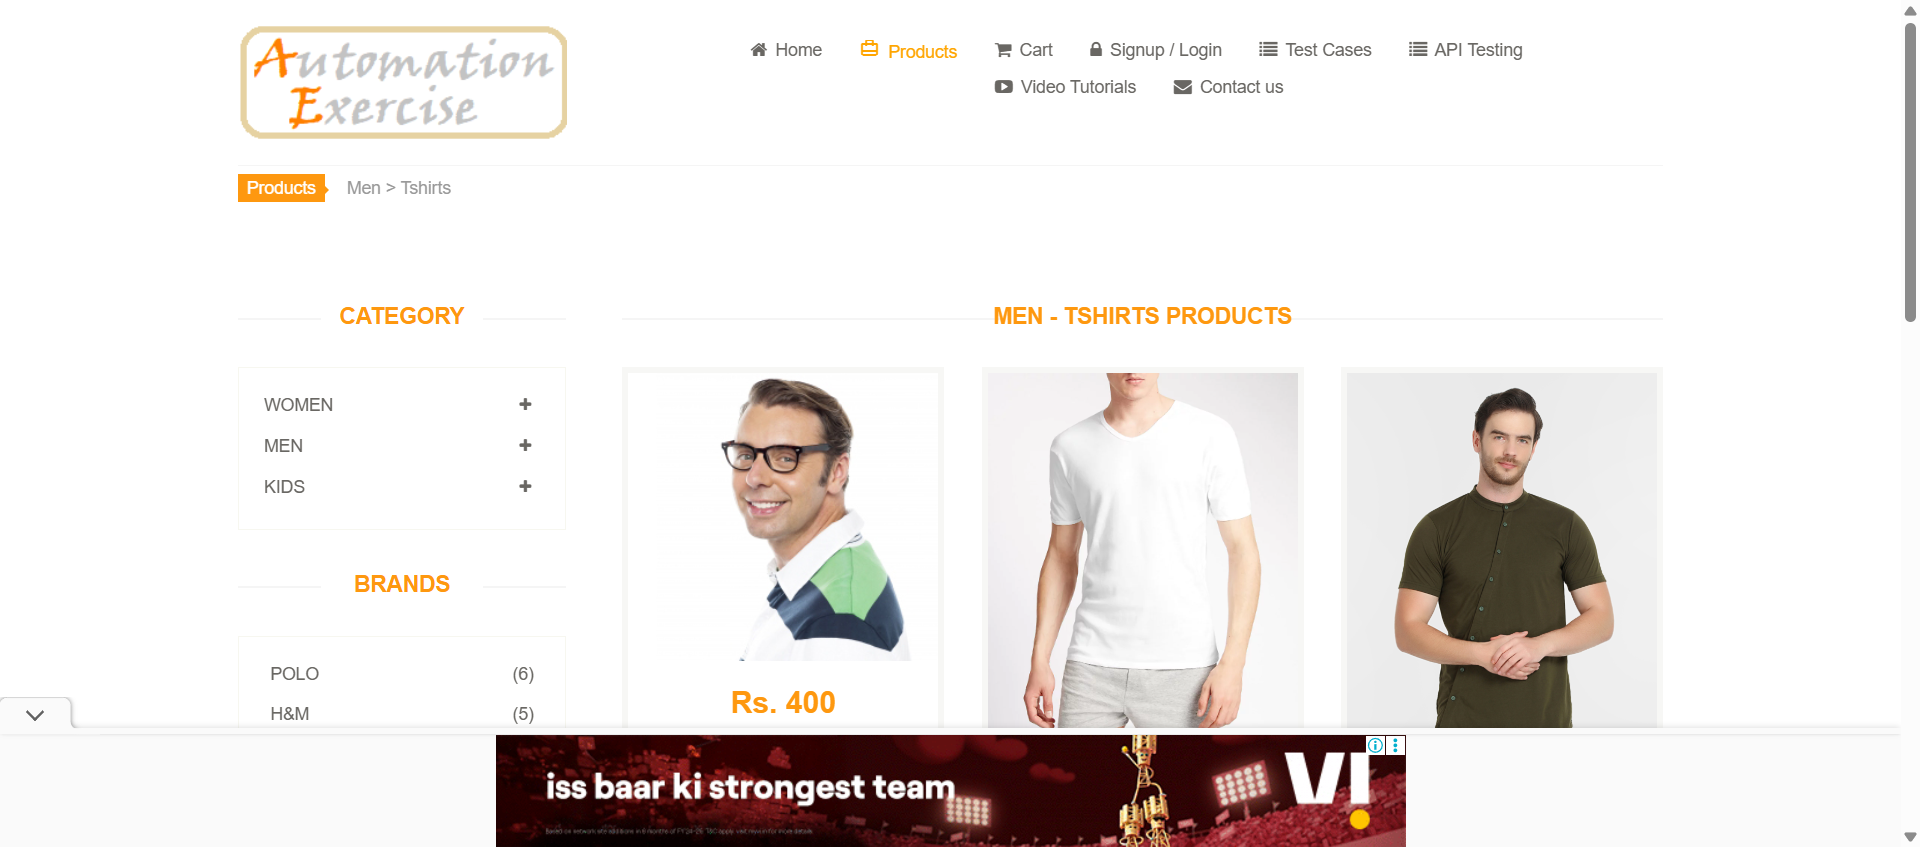 Automation
Exercise
Home
Products
Cart
Signup / Login
Test Cases
API Testing
Video Tutorials
Contact us
Products
Men > Tshirts
CATEGORY
WOMEN
MEN
KIDS
BRANDS
POLO (6)
H&M (5)
MEN - TSHIRTS PRODUCTS
Rs. 400
iss baar ki strongest team
VI